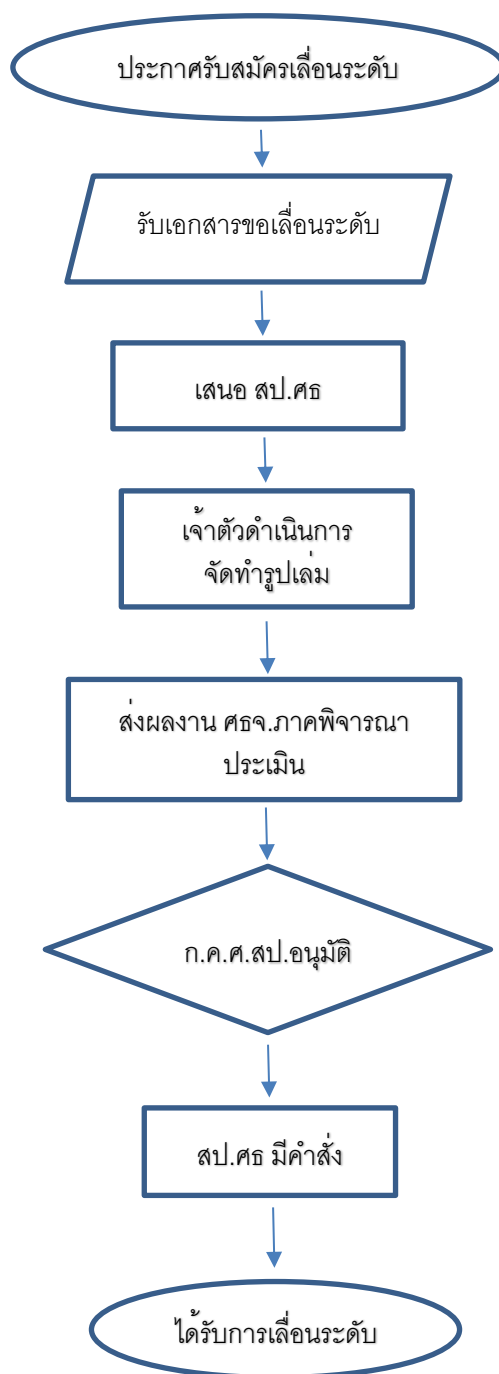 ประกาศรับสมัครเลื่อนระดับ
รับเอกสารขอเลื่อนระดับ
เสนอ สป.ศธ
เจ้าตัวดำเนินการ
จัดทำรูปเล่ม
ส่งผลงาน ศธจ.ภาคพิจารณา
ประเมิน
ก.ค.ศ.สป.อนุมัติ
สป.ศธ มีคำสั่ง
ได้รับการเลื่อนระดับ